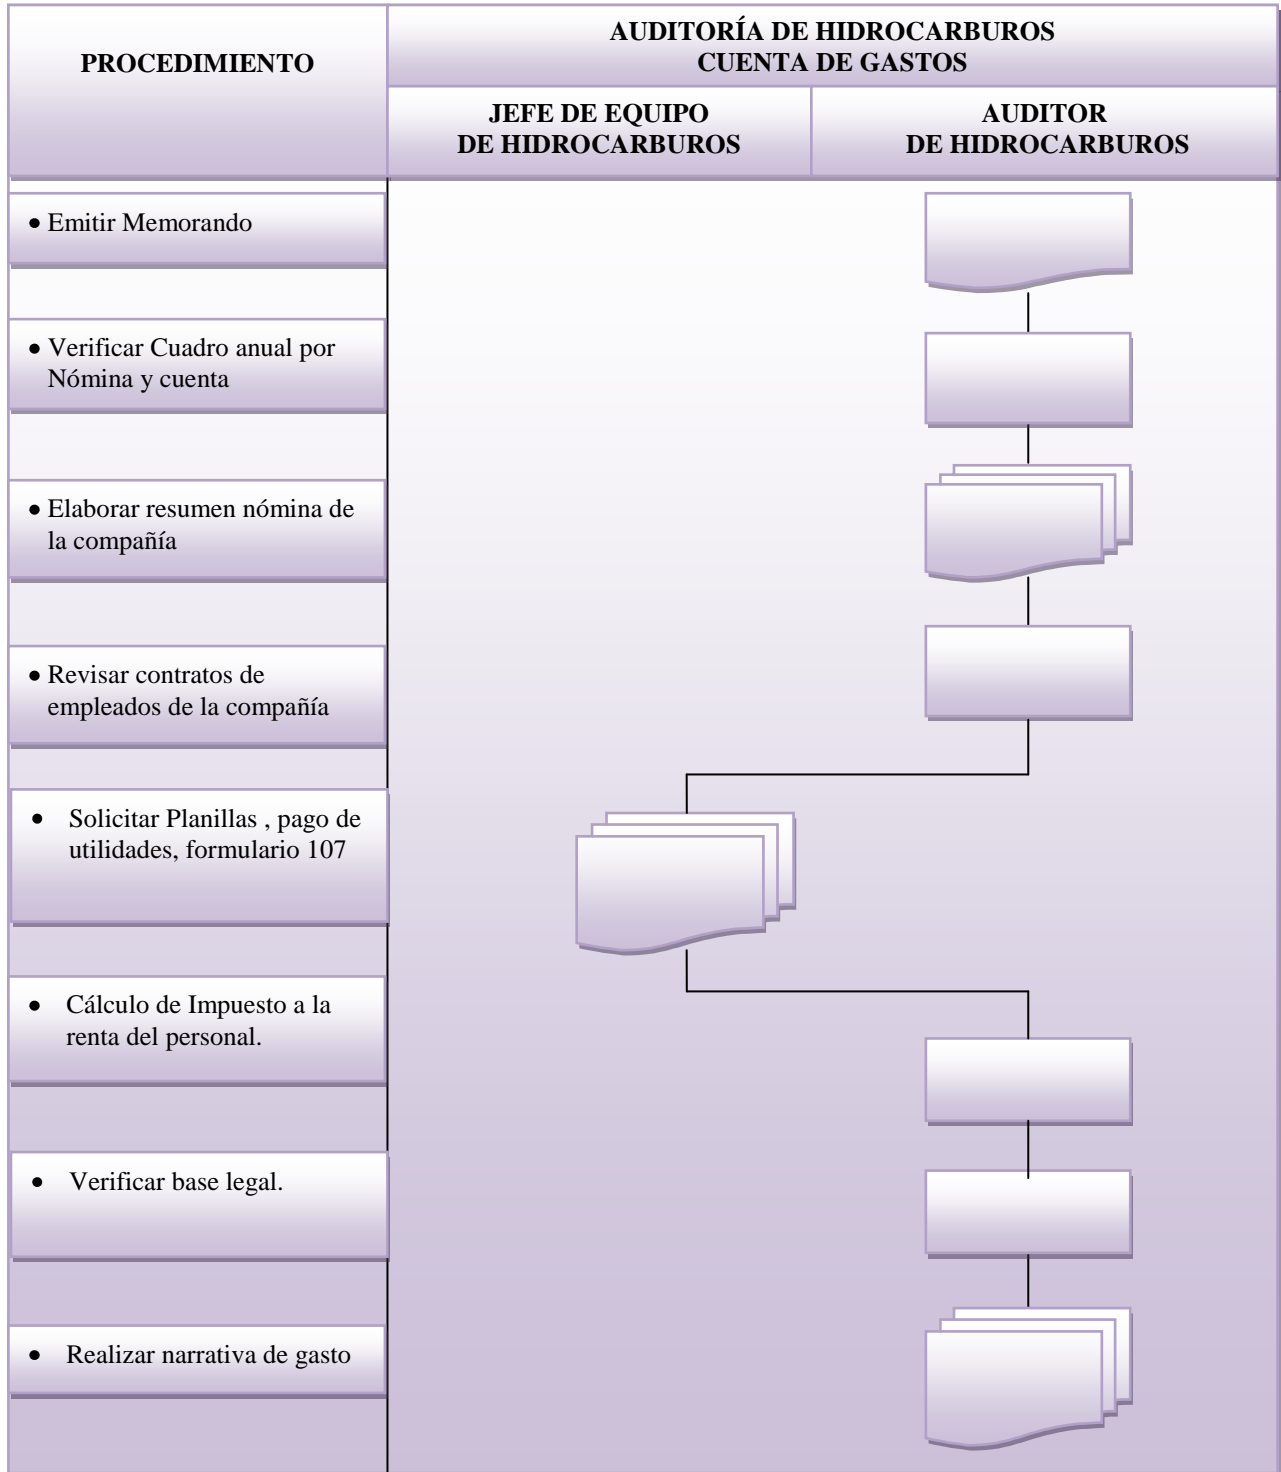 PROCEDIMIENTO
AUDITORÍA DE HIDROCARBUROS
CUENTA DE GASTOS
JEFE DE EQUIPO
DE HIDROCARBUROS
AUDITOR
DE HIDROCARBUROS
• Emitir Memorando
• Verificar Cuadro anual por
Nómina y cuenta
• Elaborar resumen nómina de
la compañía
• Revisar contratos de
empleados de la compañía
• Solicitar Planillas , pago de
utilidades, formulario 107
• Cálculo de Impuesto a la
renta del personal.
• Verificar base legal.
• Realizar narrativa de gasto